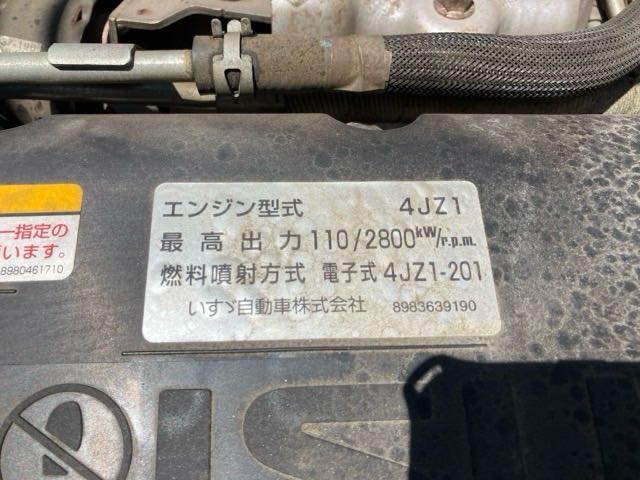 エンジン型式 4JZ1
最高出力 110/2800kW/r.p.m.
燃料噴射方式 電子式 4JZ1-201
いすゞ自動車株式会社 8983639190
一指定の
います。
8980461710